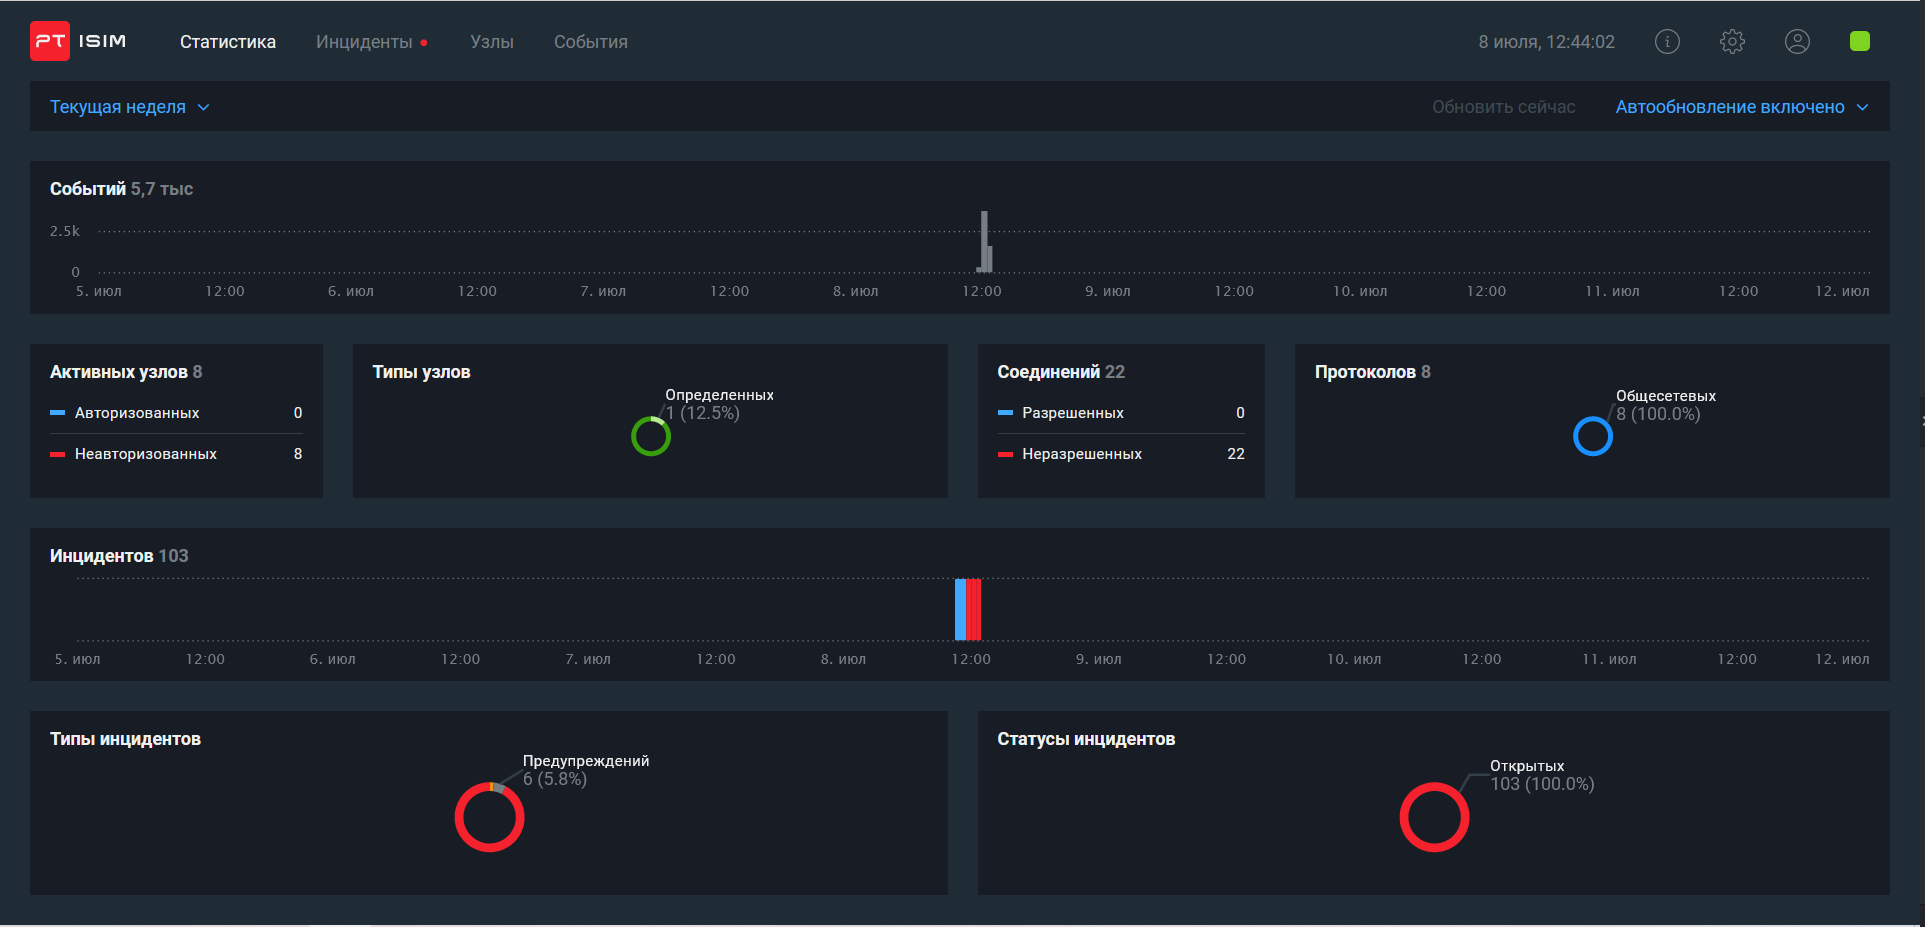 PT ISIM Статистика Инциденты Узлы События 8 июля, 12:44:02
Текущая неделя Обновить сейчас Автообновление включено
Событий 5,7 тыс
2.5k
0
5. июл 12:00 6. июл 12:00 7. июл 12:00 8. июл 12:00 9. июл 12:00 10. июл 12:00 11. июл 12:00 12. июл
Активных узлов 8
Авторизованных 0
Неавторизованных 8
Типы узлов
Определенных
1 (12.5%)
Соединений 22
Разрешенных 0
Неразрешенных 22
Протоколов 8
Общесетевых
8 (100.0%)
Инцидентов 103
5. июл 12:00 6. июл 12:00 7. июл 12:00 8. июл 12:00 9. июл 12:00 10. июл 12:00 11. июл 12:00 12. июл
Типы инцидентов
Предупреждений
6 (5.8%)
Статусы инцидентов
Открытых
103 (100.0%)